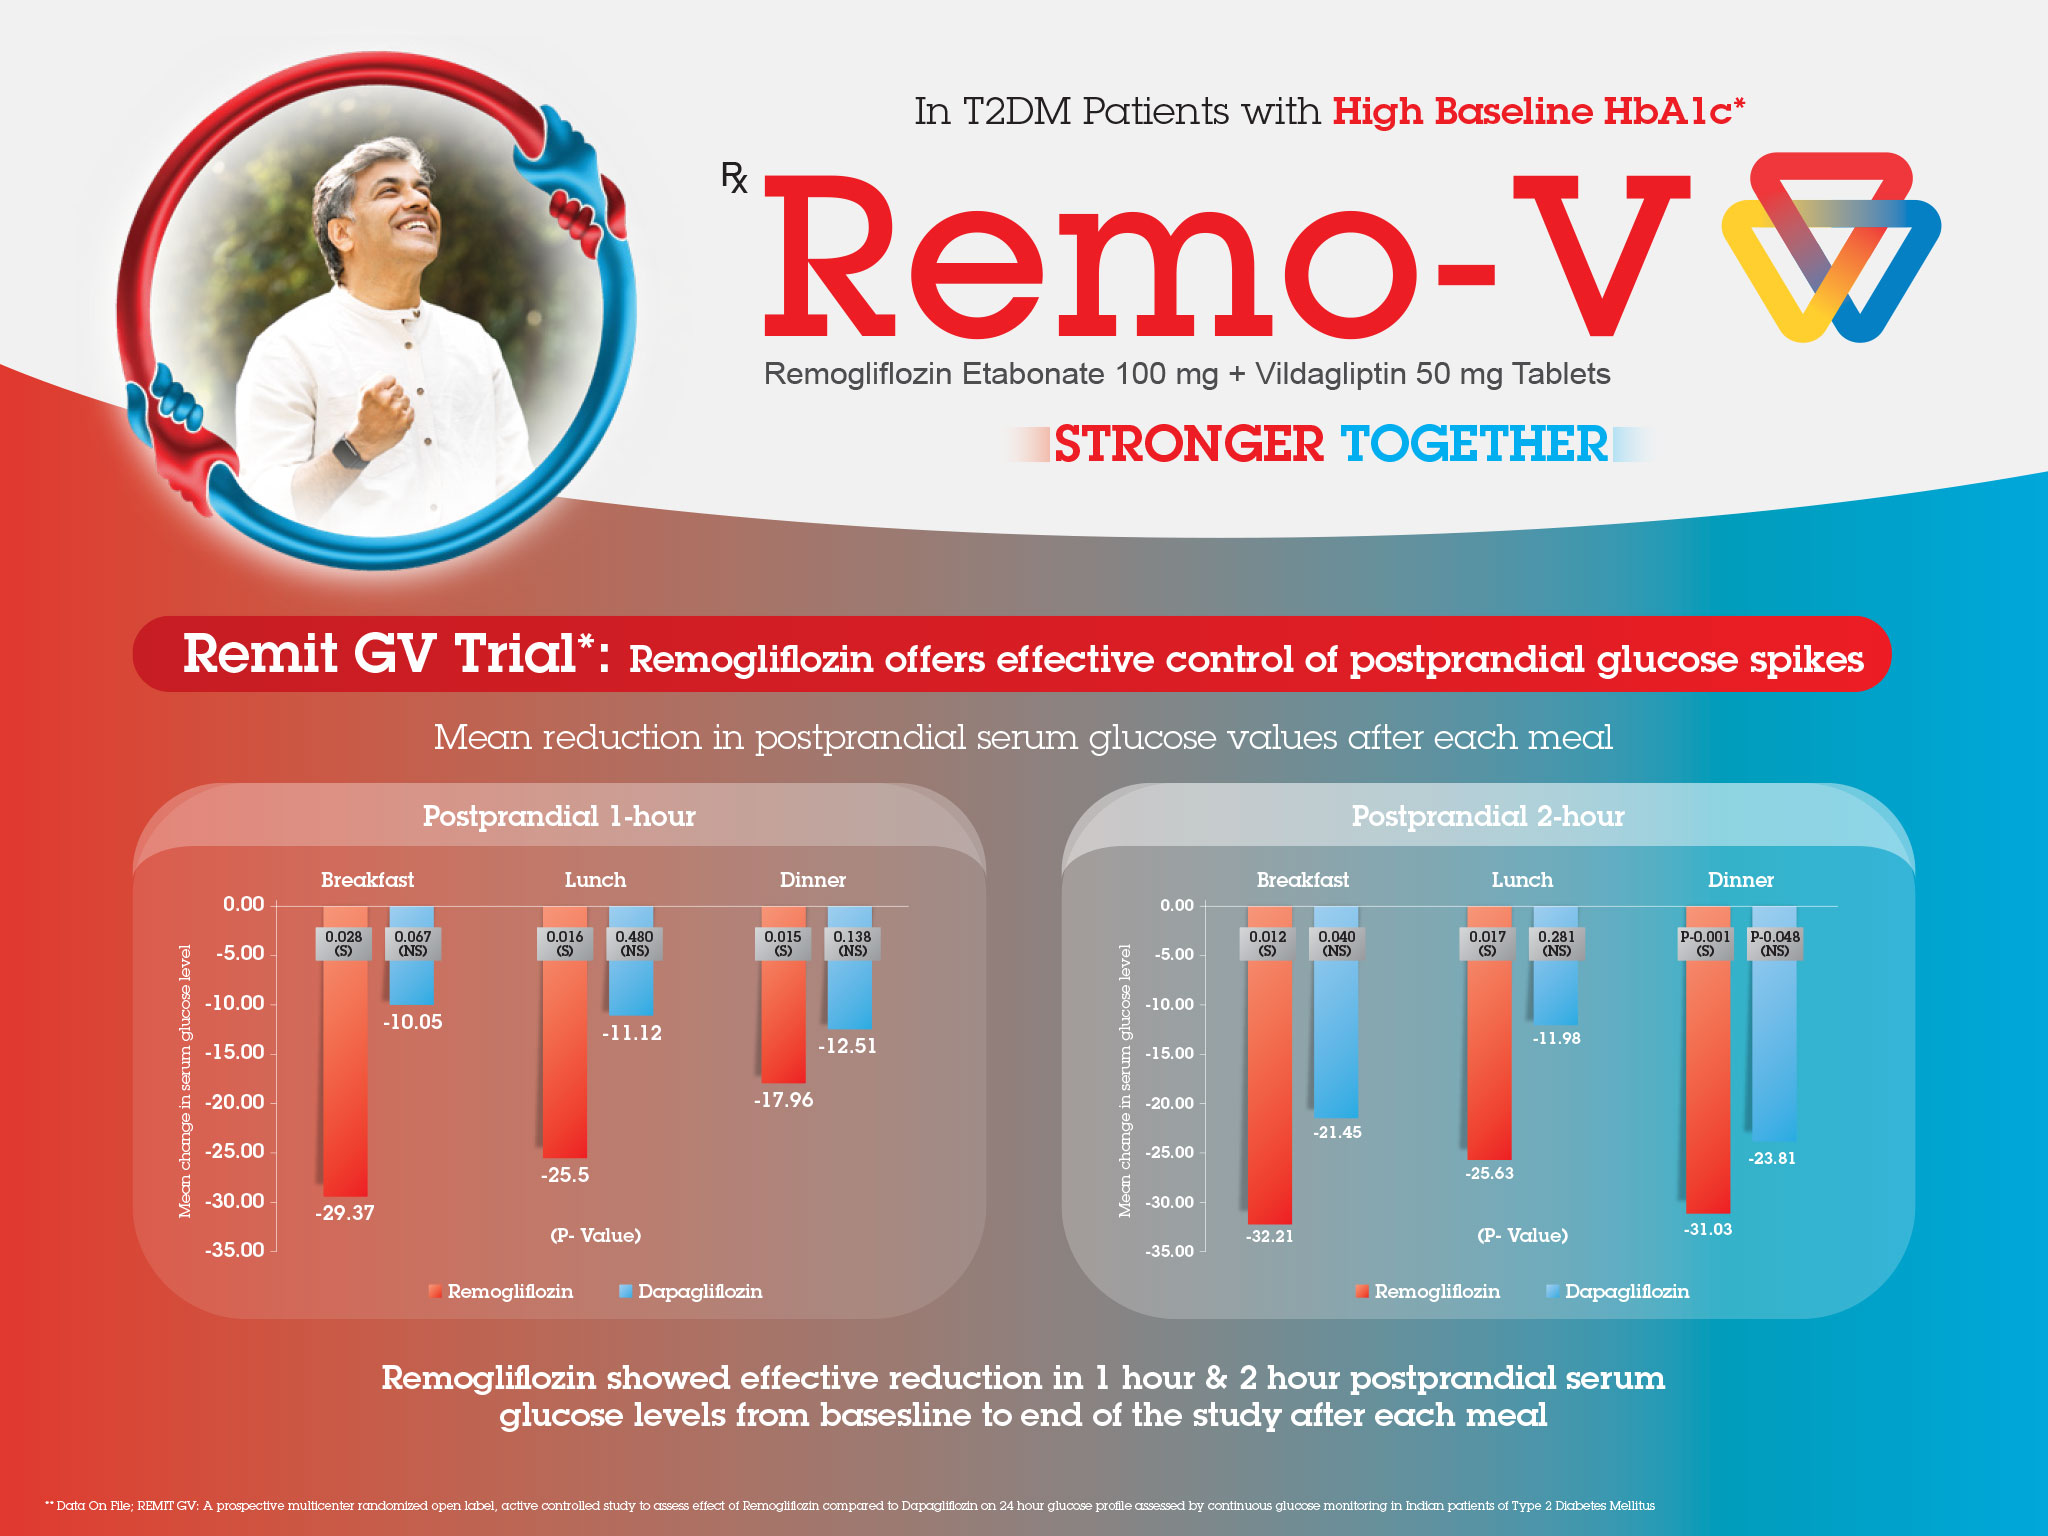 In T2DM Patients with High Baseline HbA1c*
Rx Remo-V
Remogliflozin Etabonate 100 mg + Vildagliptin 50 mg Tablets
STRONGER TOGETHER
Remit GV Trial*: Remogliflozin offers effective control of postprandial glucose spikes
Mean reduction in postprandial serum glucose values after each meal
Postprandial 1-hour
Breakfast Lunch Dinner
Mean change in serum glucose level
0.00
-5.00
-10.00
-15.00
-20.00
-25.00
-30.00
-35.00
0.028 (S)
0.067 (NS)
0.016 (S)
0.480 (NS)
0.015 (S)
0.138 (NS)
-29.37
-10.05
-25.5
-11.12
-17.96
-12.51
(P- Value)
Remogliflozin Dapagliflozin
Postprandial 2-hour
Breakfast Lunch Dinner
Mean change in serum glucose level
0.00
-5.00
-10.00
-15.00
-20.00
-25.00
-30.00
-35.00
0.012 (S)
0.040 (NS)
0.017 (S)
0.281 (NS)
P-0.001 (S)
P-0.048 (NS)
-32.21
-21.45
-25.63
-11.98
-31.03
-23.81
(P- Value)
Remogliflozin Dapagliflozin
Remogliflozin showed effective reduction in 1 hour & 2 hour postprandial serum
glucose levels from basesline to end of the study after each meal
** Data On File; REMIT GV: A prospective multicenter randomized open label, active controlled study to assess effect of Remogliflozin compared to Dapagliflozin on 24 hour glucose profile assessed by continuous glucose monitoring in Indian patients of Type 2 Diabetes Mellitus